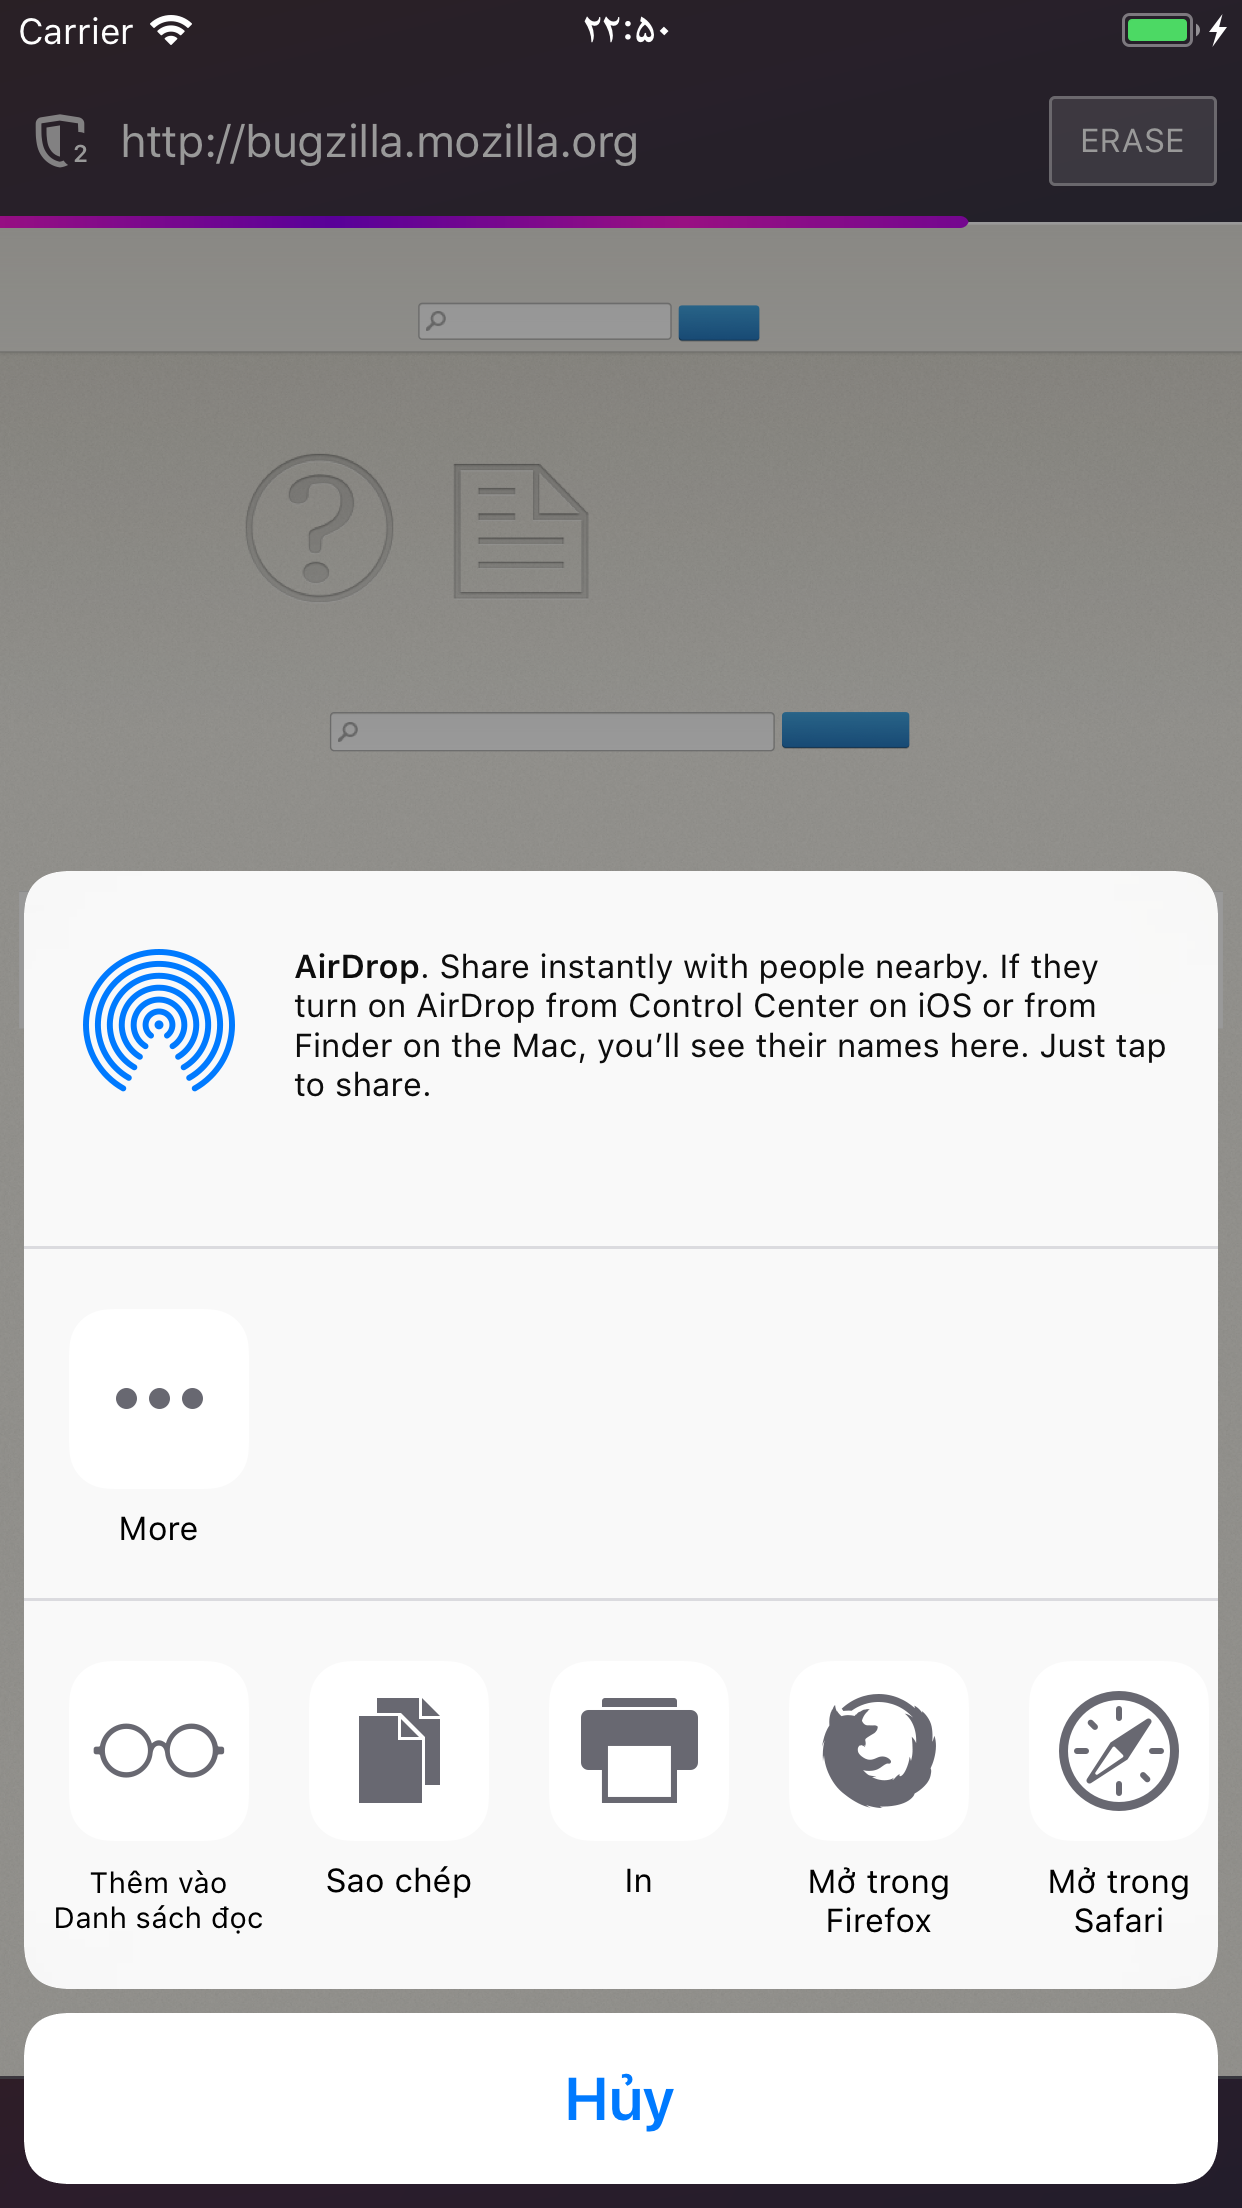 Carrier
۲۲:۵۰
2
http://bugzilla.mozilla.org
ERASE
AirDrop. Share instantly with people nearby. If they
turn on AirDrop from Control Center on iOS or from
Finder on the Mac, you’ll see their names here. Just tap
to share.
More
Thêm vào
Danh sách đọc
Sao chép
In
Mở trong
Firefox
Mở trong
Safari
Hủy